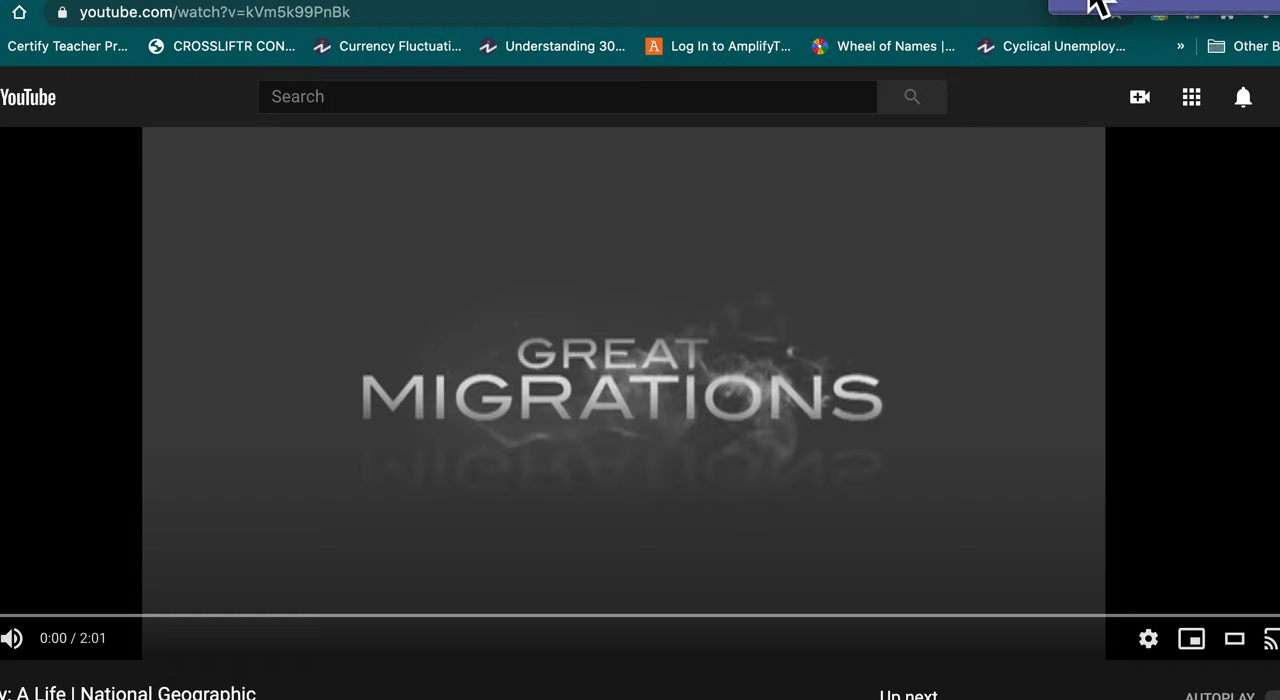 youtube.com/watch?v=kVm5k99PnBk
Certify Teacher Pr... CROSSLIFTR CON... Currency Fluctuati... Understanding 30... Log In to AmplifyT... Wheel of Names |... Cyclical Unemploy... » Other B
YouTube Search
GREAT
MIGRATIONS
0:00 / 2:01
y: A Life | National Geographic Up next AUTOPLAY